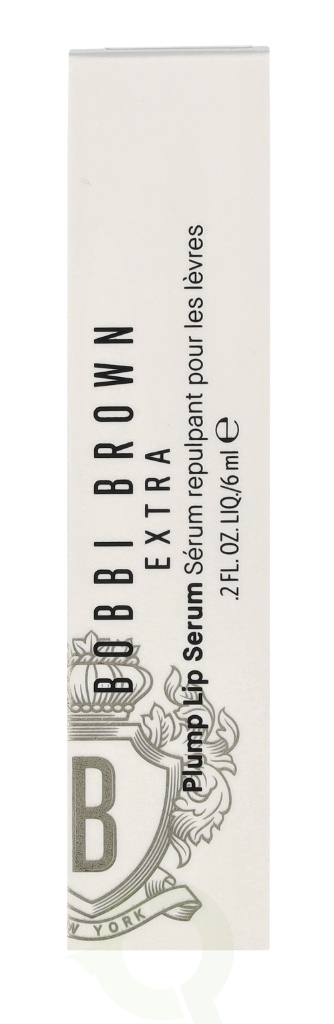 BOBBI BROWN
EXTRA
Plump Lip Serum Sérum repulpant pour les lèvres
.2 FL. OZ. LIQ./6 ml ℮
B
W YORK